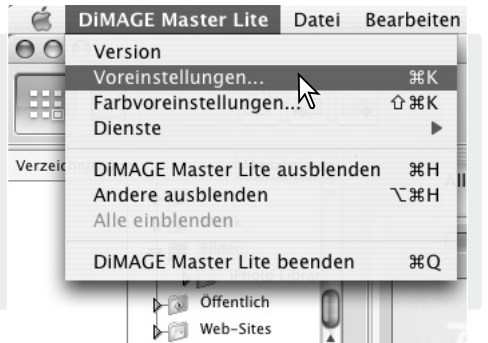 DiMAGE Master Lite Datei Bearbeiten
Version
Voreinstellungen... ⌘K
Farbvoreinstellungen... ⇧⌘K
Dienste
DiMAGE Master Lite ausblenden ⌘H
Andere ausblenden ⌥⌘H
Alle einblenden
DiMAGE Master Lite beenden ⌘Q
Öffentlich
Web-Sites